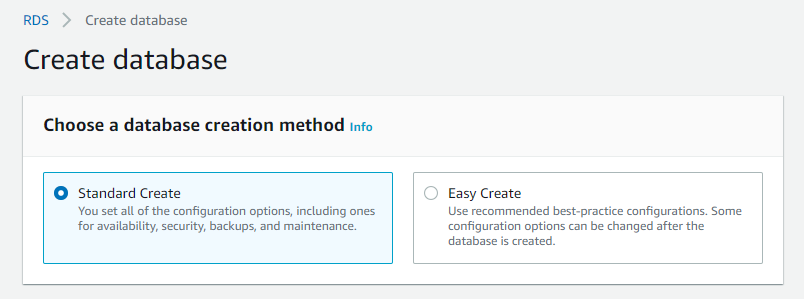 RDS > Create database
Create database
Choose a database creation method Info
Standard Create
You set all of the configuration options, including ones
for availability, security, backups, and maintenance.
Easy Create
Use recommended best-practice configurations. Some
configuration options can be changed after the
database is created.